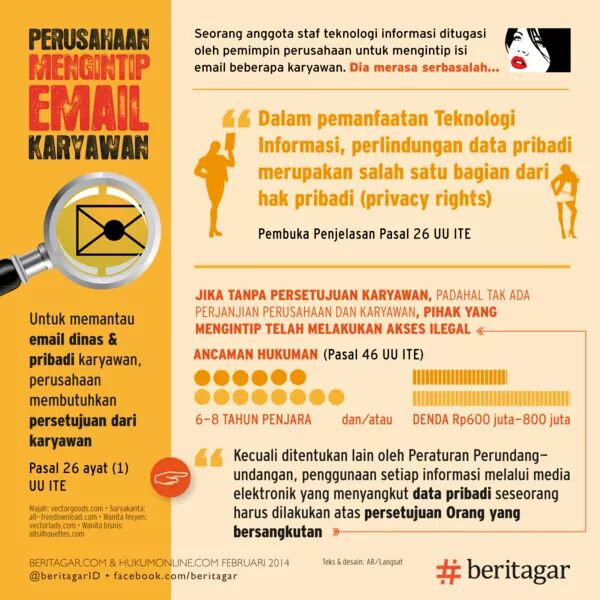 PERUSAHAAN
MENGINTIP
EMAIL
KARYAWAN
Seorang anggota staf teknologi informasi ditugasi
oleh pemimpin perusahaan untuk mengintip isi
email beberapa karyawan. Dia merasa serbasalah...
“Dalam pemanfaatan Teknologi
Informasi, perlindungan data pribadi
merupakan salah satu bagian dari
hak pribadi (privacy rights)
Pembuka Penjelasan Pasal 26 UU ITE
Untuk memantau
email dinas &
pribadi karyawan,
perusahaan
membutuhkan
persetujuan dari
karyawan
Pasal 26 ayat (1)
UU ITE
JIKA TANPA PERSETUJUAN KARYAWAN, PADAHAL TAK ADA
PERJANJIAN PERUSAHAAN DAN KARYAWAN, PIHAK YANG
MENGINTIP TELAH MELAKUKAN AKSES ILEGAL
ANCAMAN HUKUMAN (Pasal 46 UU ITE)
6-8 TAHUN PENJARA dan/atau DENDA Rp600 juta-800 juta
“Kecuali ditentukan lain oleh Peraturan Perundang-
undangan, penggunaan setiap informasi melalui media
elektronik yang menyangkut data pribadi seseorang
harus dilakukan atas persetujuan Orang yang
bersangkutan
Wajah: vectorgoods.com • Suryakanta:
all-freedownload.com • Wanita fesyen:
vectorlady.com • Wanita bisnis:
allsilhouettes.com
BERITAGAR.COM & HUKUMONLINE.COM FEBRUARI 2014
@beritagarID • facebook.com/beritagar
Teks & desain: AR/Langsat
# beritagar